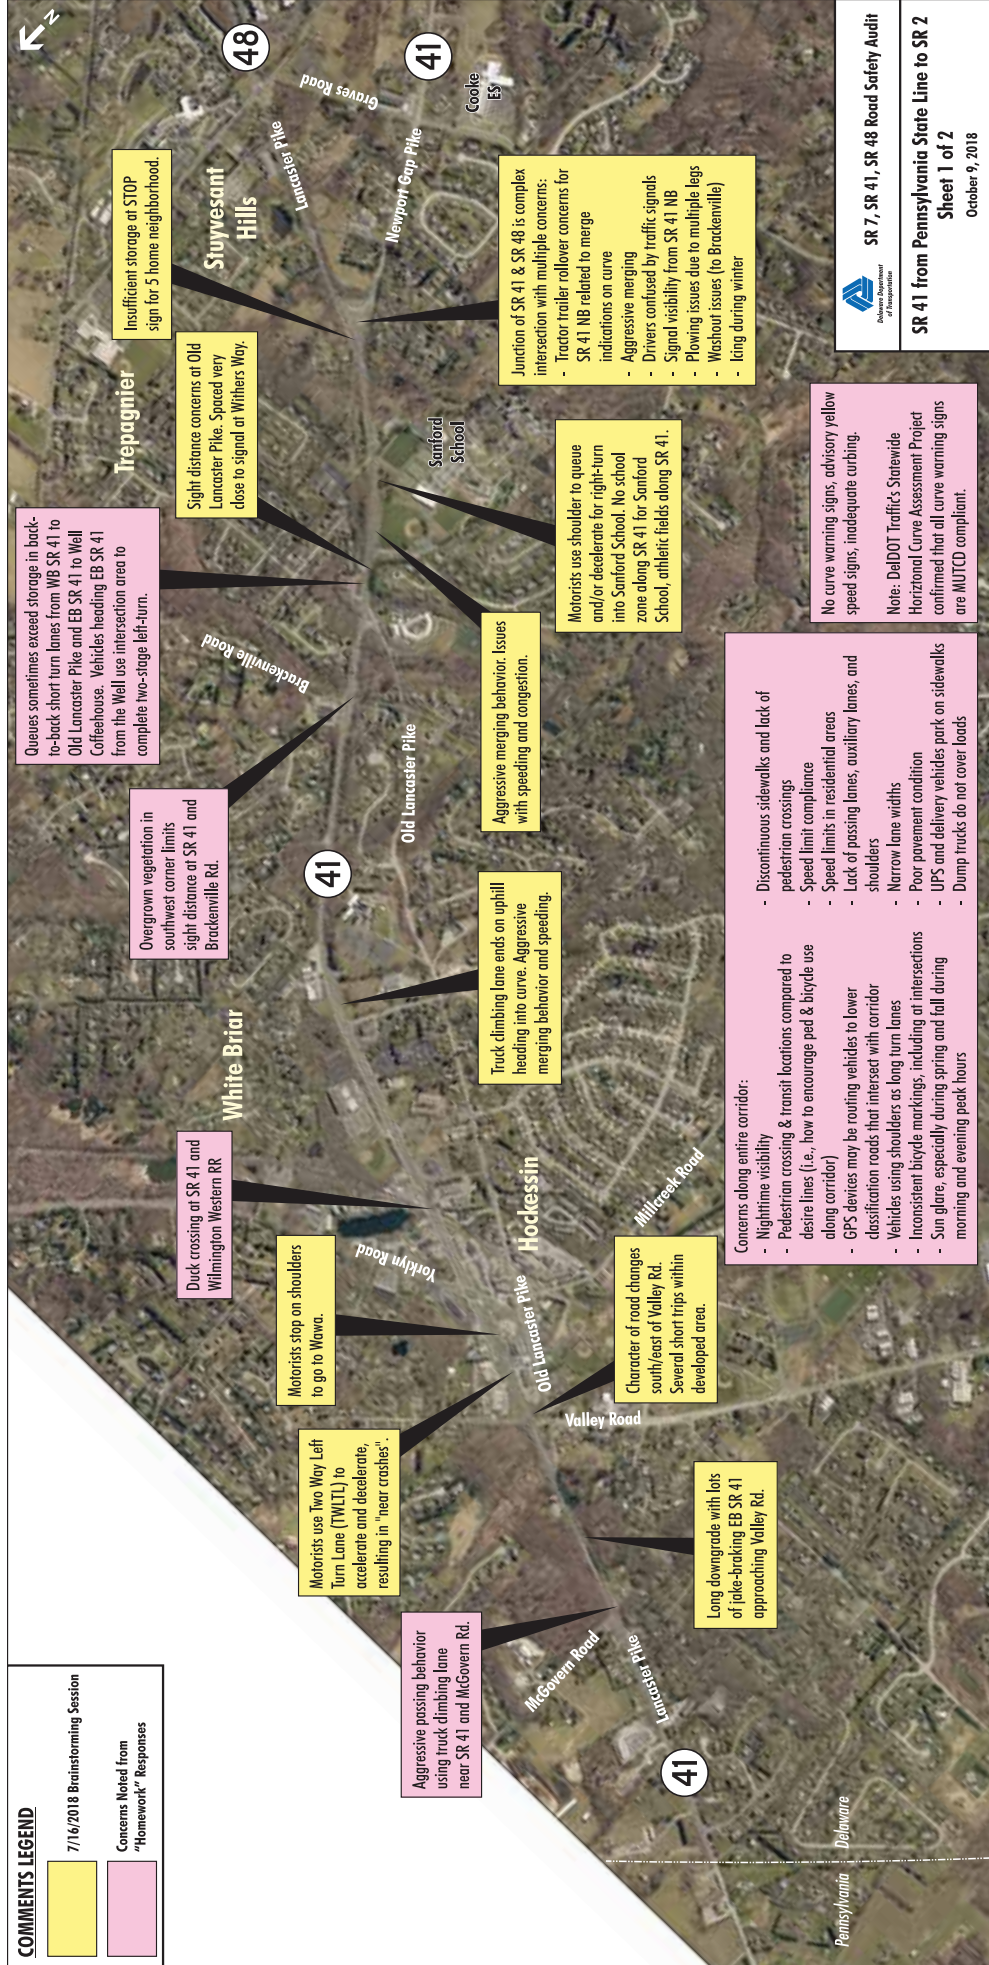 COMMENTS LEGEND
7/16/2018 Brainstorming Session
Concerns Noted from
"Homework" Responses
N
Pennsylvania
Delaware
41
Lancaster Pike
McGovern Road
Aggressive passing behavior
using truck climbing lane
near SR 41 and McGovern Rd.
Long downgrade with lots
of jake-braking EB SR 41
approaching Valley Rd.
Motorists use Two Way Left
Turn Lane (TWLTL) to
accelerate and decelerate,
resulting in "near crashes".
Valley Road
Old Lancaster Pike
Character of road changes
south/east of Valley Rd.
Several short trips within
developed area.
Motorists stop on shoulders
to go to Wawa.
Yorklyn Road
Hockessin
Millcreek Road
Duck crossing at SR 41 and
Wilmington Western RR
White Briar
Truck climbing lane ends on uphill
heading into curve. Aggressive
merging behavior and speeding.
41
Old Lancaster Pike
Overgrown vegetation in
southwest corner limits
sight distance at SR 41 and
Brackenville Rd.
Brackenville Road
Aggressive merging behavior. Issues
with speeding and congestion.
Queues sometimes exceed storage in back-
to-back short turn lanes from WB SR 41 to
Old Lancaster Pike and EB SR 41 to Well
Coffeehouse. Vehicles heading EB SR 41
from the Well use intersection area to
complete two-stage left-turn.
Trepagnier
Sight distance concerns at Old
Lancaster Pike. Spaced very
close to signal at Withers Way.
Sanford
School
Motorists use shoulder to queue
and/or decelerate for right-turn
into Sanford School. No school
zone along SR 41 for Sanford
School, athletic fields along SR 41.
Insufficient storage at STOP
sign for 5 home neighborhood.
Stuyvesant
Hills
Lancaster Pike
48
Graves Road
41
Newport Gap Pike
Cooke
ES
Junction of SR 41 & SR 48 is complex
intersection with multiple concerns:
- Tractor trailer rollover concerns for
SR 41 NB related to merge
indications on curve
- Aggressive merging
- Drivers confused by traffic signals
- Signal visibility from SR 41 NB
- Plowing issues due to multiple legs
- Washout issues (to Brackenville)
- Icing during winter
Concerns along entire corridor:
- Nighttime visibility
- Pedestrian crossing & transit locations compared to
desire lines (i.e., how to encourage ped & bicycle use
along corridor)
- GPS devices may be routing vehicles to lower
classification roads that intersect with corridor
- Vehicles using shoulders as long turn lanes
- Inconsistent bicycle markings, including at intersections
- Sun glare, especially during spring and fall during
morning and evening peak hours
- Discontinuous sidewalks and lack of
pedestrian crossings
- Speed limit compliance
- Speed limits in residential areas
- Lack of passing lanes, auxiliary lanes, and
shoulders
- Narrow lane widths
- Poor pavement condition
- UPS and delivery vehicles park on sidewalks
- Dump trucks do not cover loads
No curve warning signs, advisory yellow
speed signs, inadequate curbing.
Note: DelDOT Traffic's Statewide
Horiztonal Curve Assessment Project
confirmed that all curve warning signs
are MUTCD compliant.
Delaware Department
of Transportation
SR 7, SR 41, SR 48 Road Safety Audit
SR 41 from Pennsylvania State Line to SR 2
Sheet 1 of 2
October 9, 2018